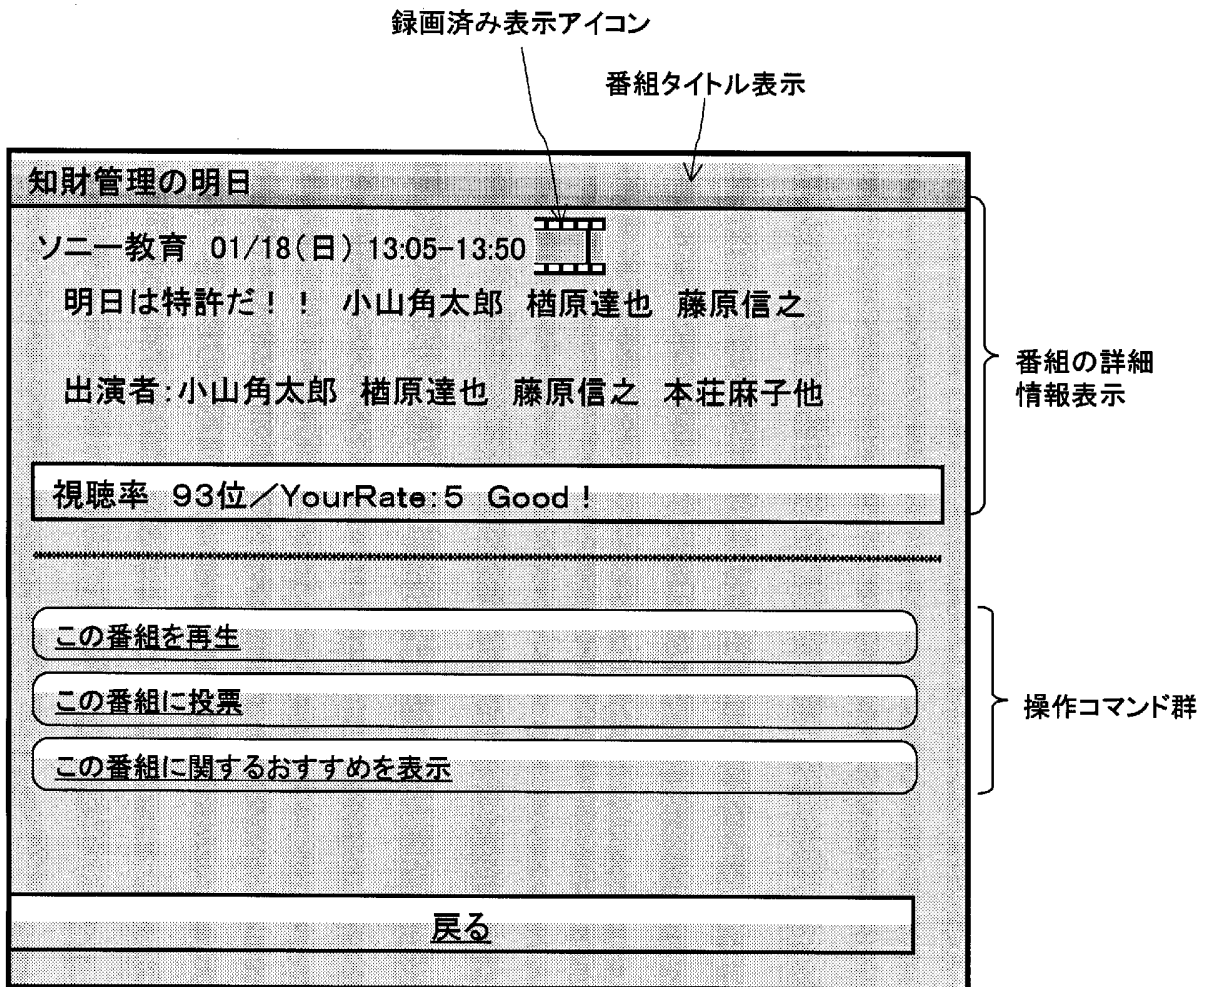 録画済み表示アイコン
番組タイトル表示
知財管理の明日
ソニー教育 01/18(日) 13:05-13:50
明日は特許だ!! 小山角太郎 楢原達也 藤原信之
出演者:小山角太郎 楢原達也 藤原信之 本荘麻子他
番組の詳細
情報表示
視聴率 93位/YourRate:5 Good!
この番組を再生
この番組に投票
この番組に関するおすすめを表示
操作コマンド群
戻る